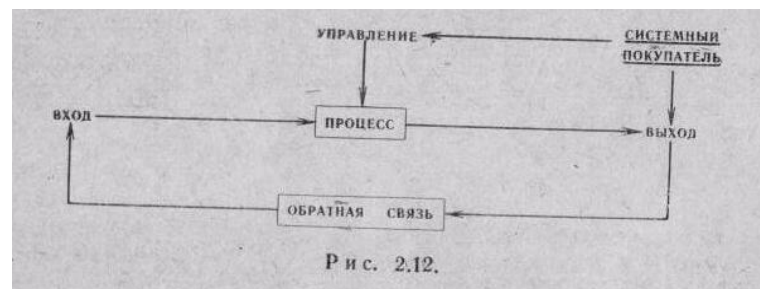 УПРАВЛЕНИЕ
СИСТЕМНЫЙ
ПОКУПАТЕЛЬ
ВХОД
ПРОЦЕСС
ВЫХОД
ОБРАТНАЯ СВЯЗЬ
Рис. 2.12.